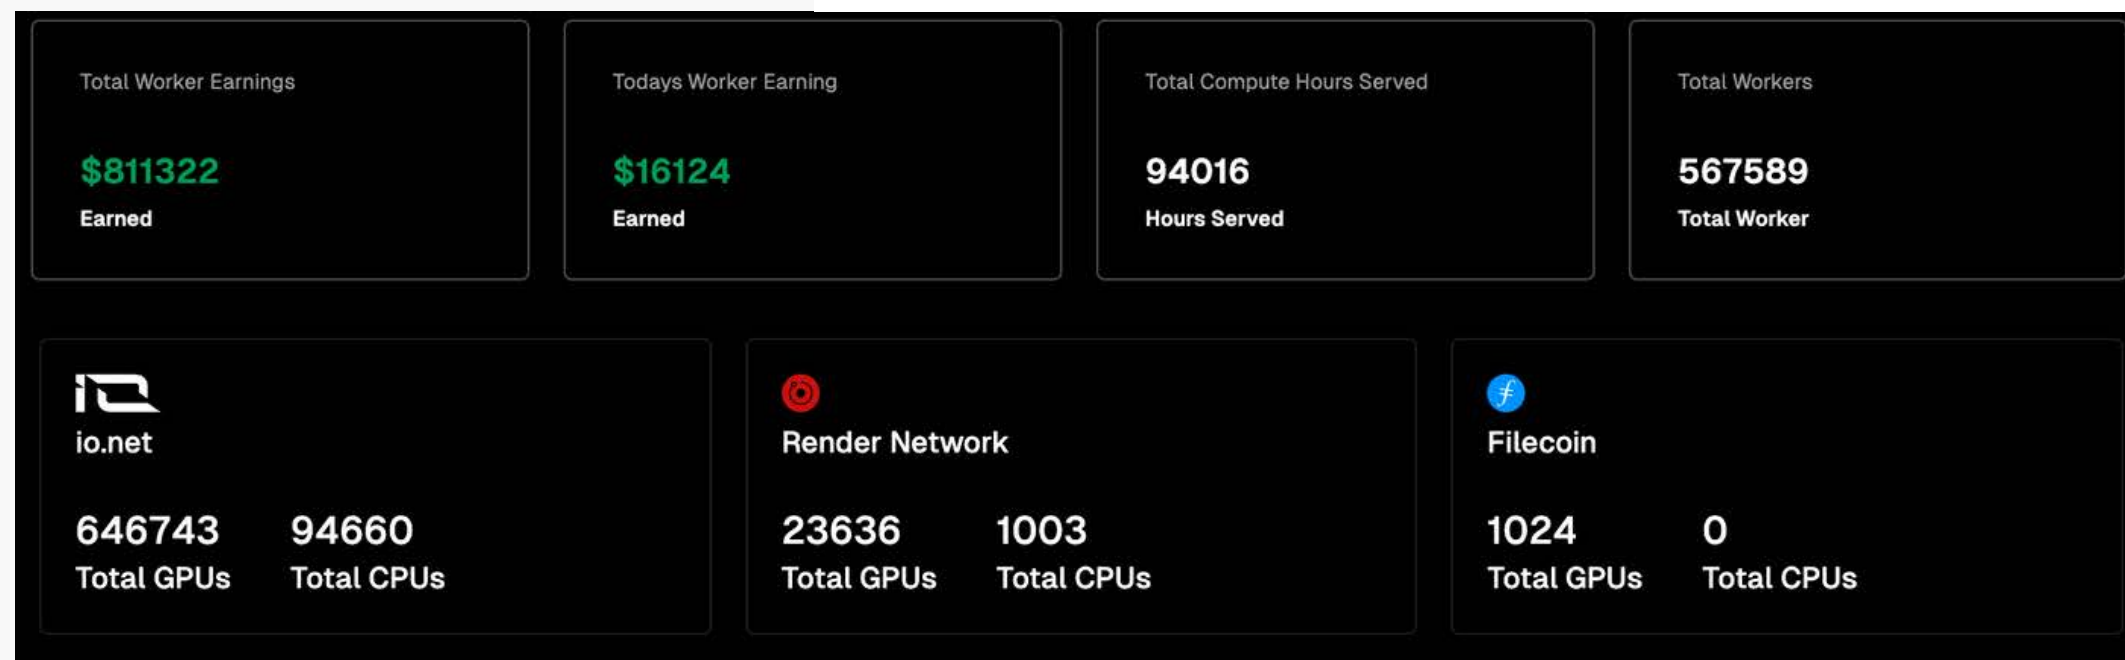 Total Worker Earnings
$811322
Earned
Todays Worker Earning
$16124
Earned
Total Compute Hours Served
94016
Hours Served
Total Workers
567589
Total Worker
io.net
646743 94660
Total GPUs Total CPUs
Render Network
23636 1003
Total GPUs Total CPUs
Filecoin
1024 0
Total GPUs Total CPUs